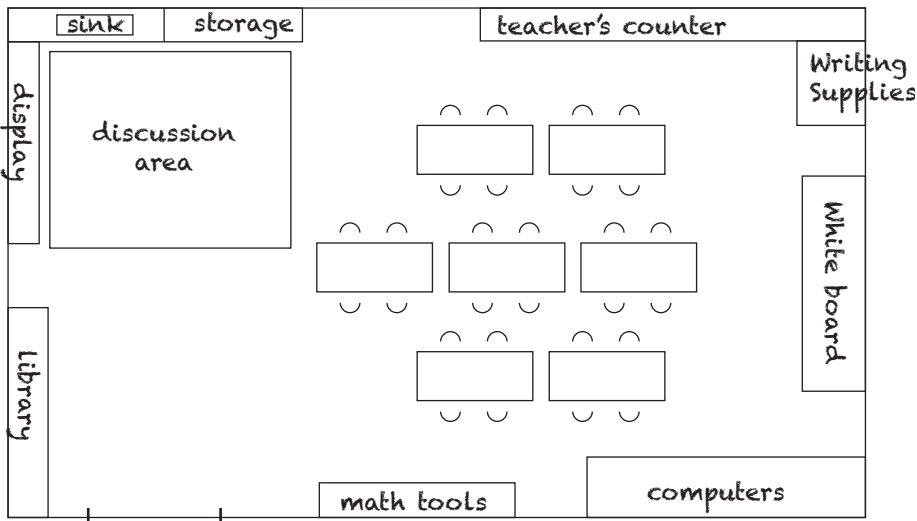 sink
storage
teacher's counter
Writing
Supplies
display
discussion
area
White board
library
math tools
computers